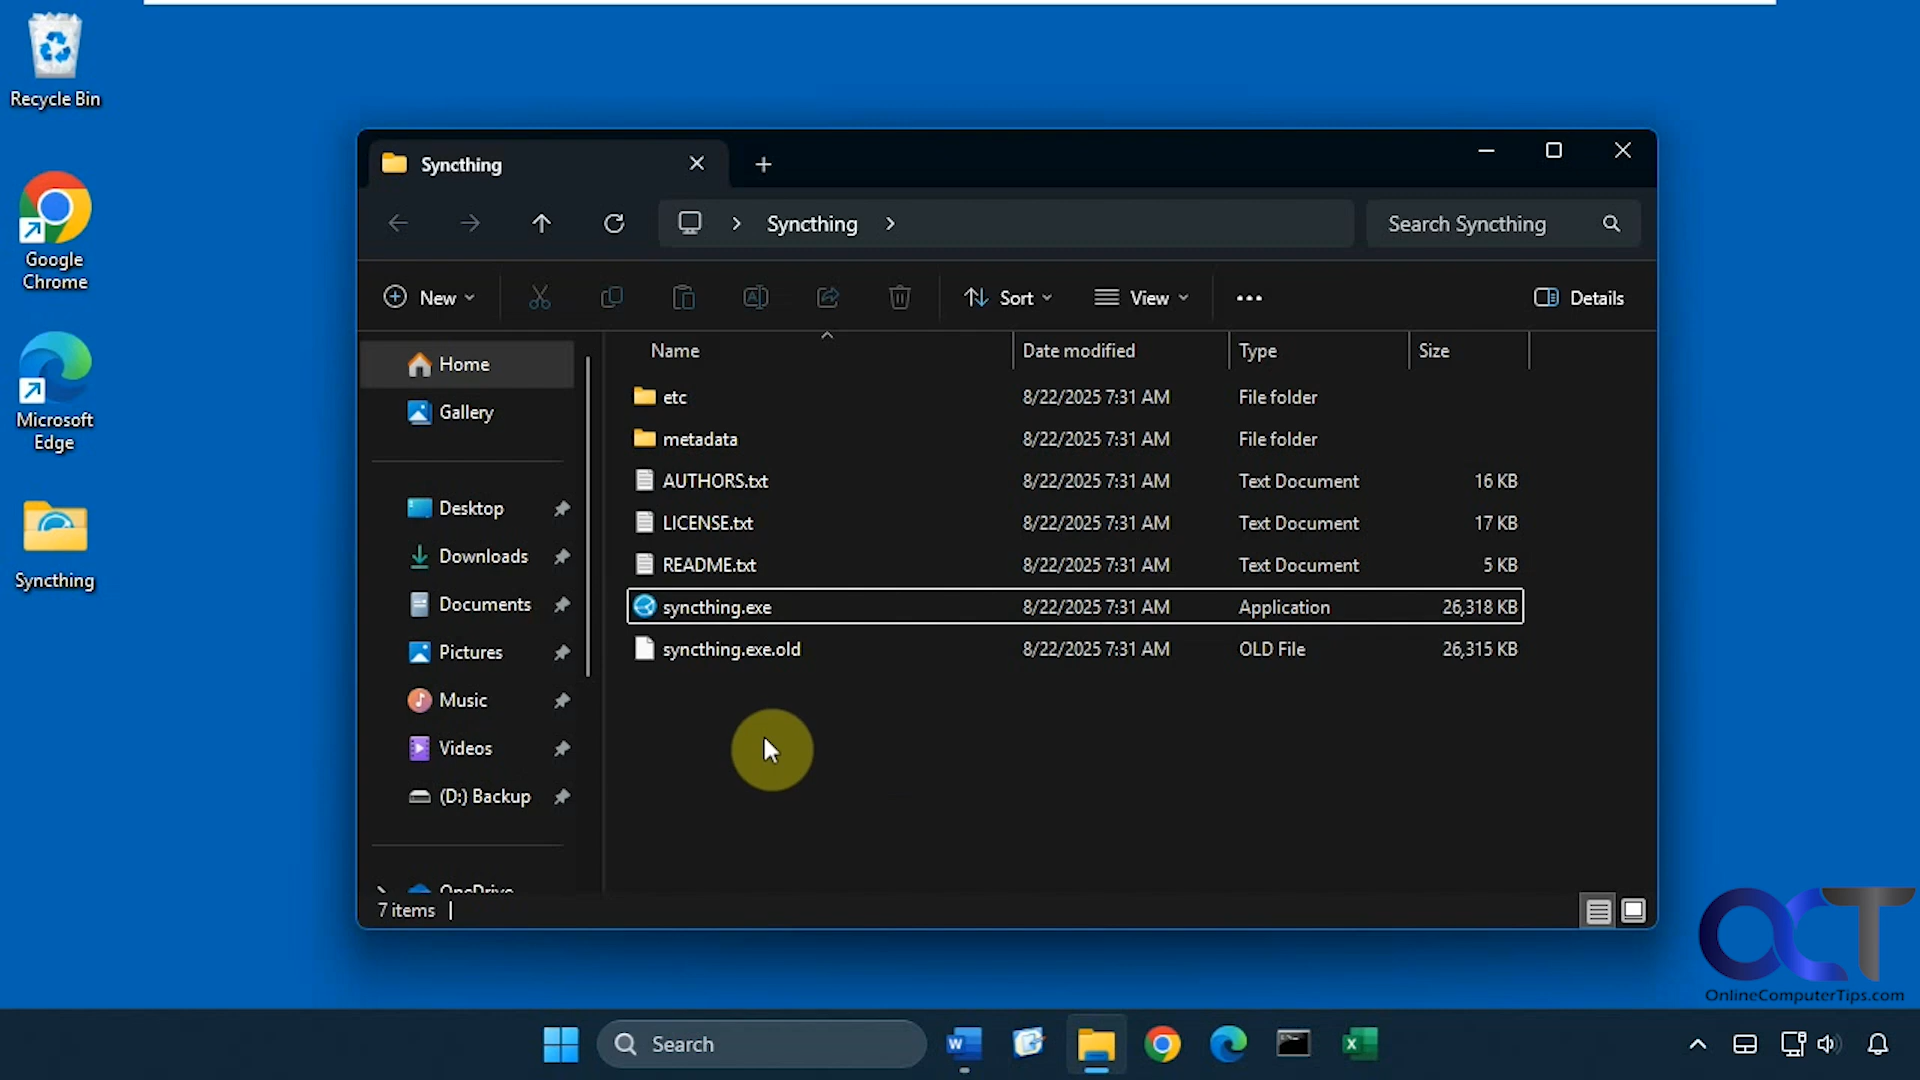 Recycle Bin
Google
Chrome
Microsoft
Edge
Syncthing
Syncthing
Syncthing
Search Syncthing
New
Sort
View
Details
Name
Date modified
Type
Size
Home
Gallery
Desktop
Downloads
Documents
Pictures
Music
Videos
(D:) Backup
OneDrive
etc 8/22/2025 7:31 AM File folder
metadata 8/22/2025 7:31 AM File folder
AUTHORS.txt 8/22/2025 7:31 AM Text Document 16 KB
LICENSE.txt 8/22/2025 7:31 AM Text Document 17 KB
README.txt 8/22/2025 7:31 AM Text Document 5 KB
syncthing.exe 8/22/2025 7:31 AM Application 26,318 KB
syncthing.exe.old 8/22/2025 7:31 AM OLD File 26,315 KB
7 items
OCT
OnlineComputerTips.com
Search